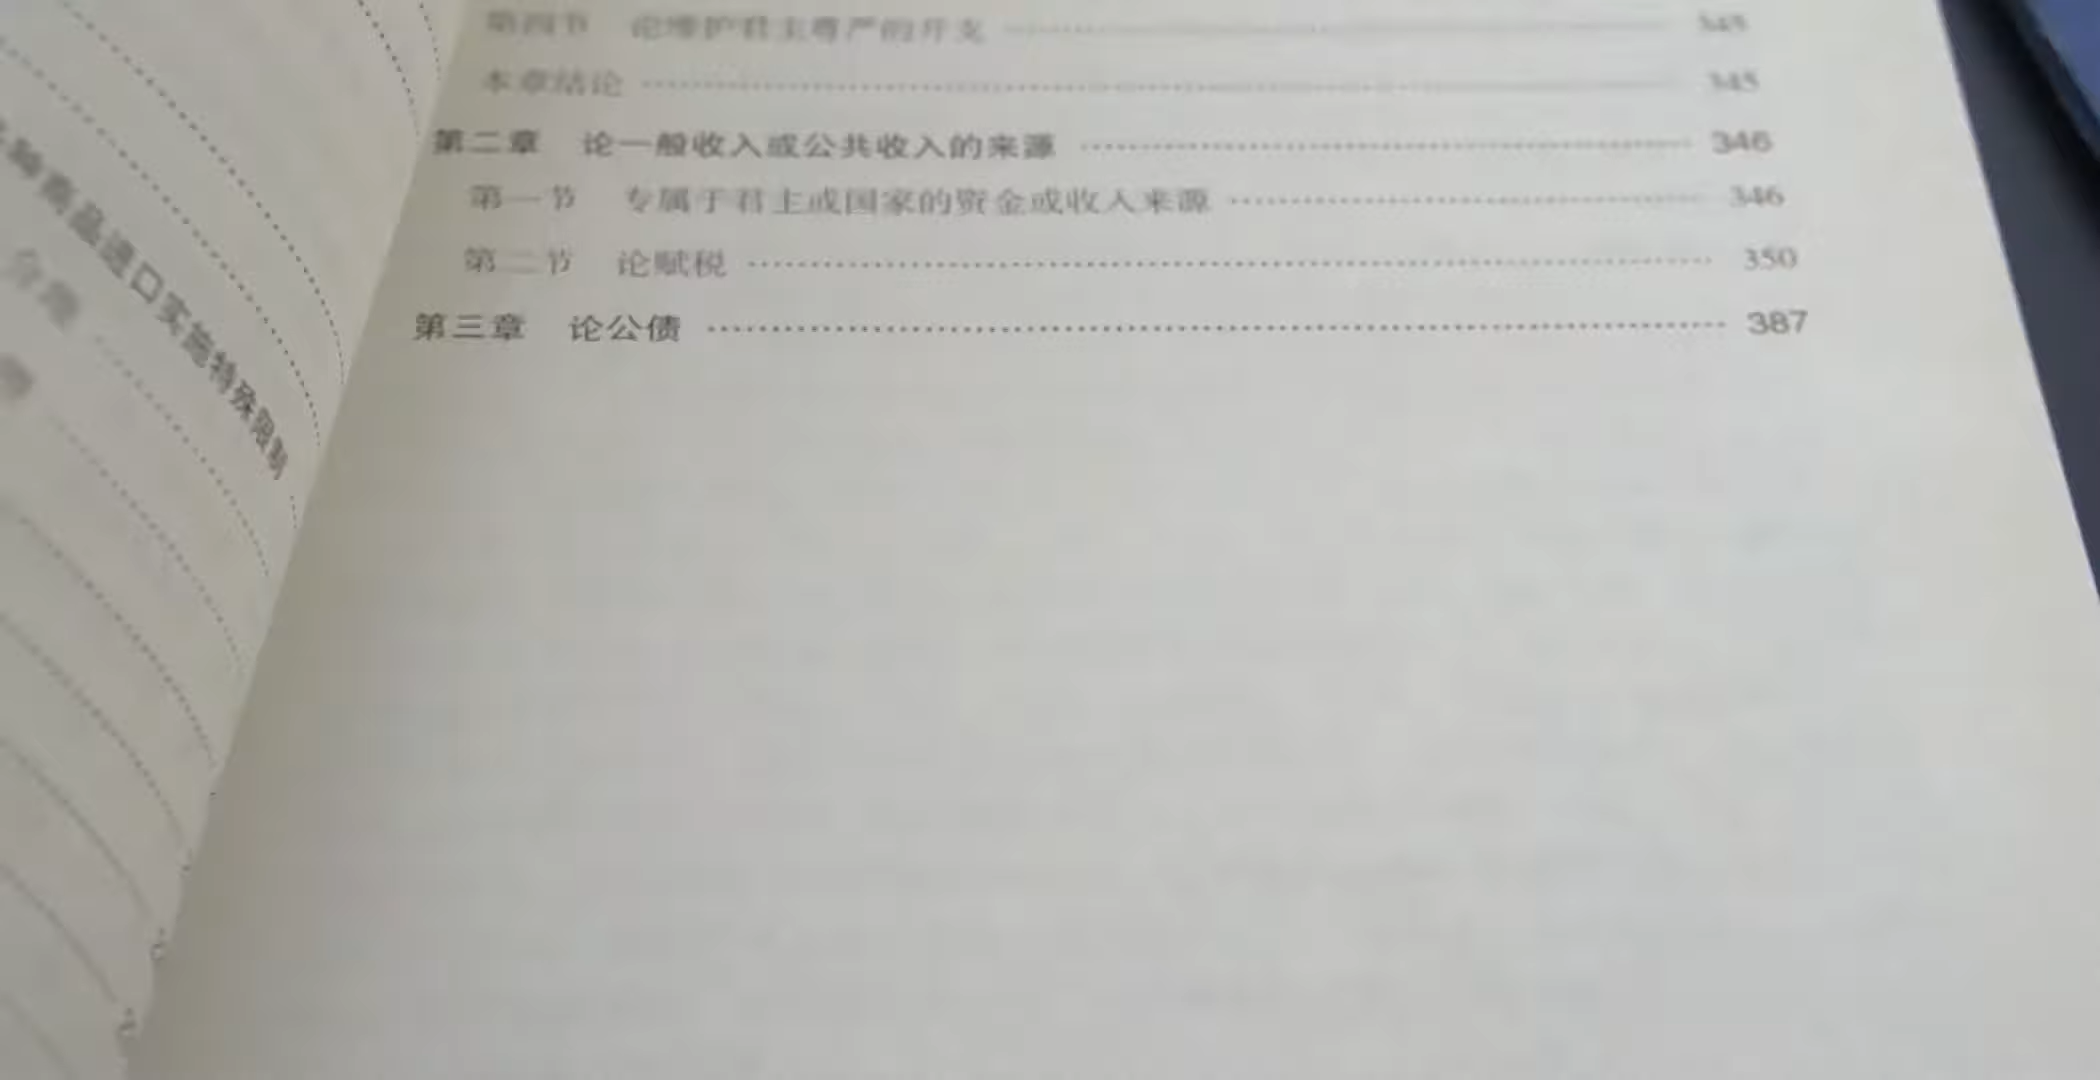 种商品进口实施特殊限制
第四节 论维护君主尊严的开支 345
本章结论 345
第二章 论一般收入或公共收入的来源 346
第一节 专属于君主或国家的资金或收入来源 346
第二节 论赋税 350
第三章 论公债 387